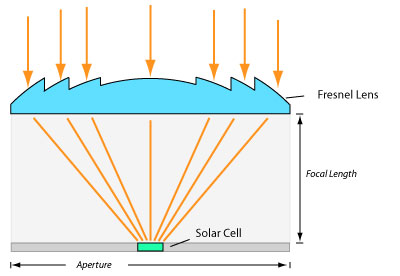 Fresnel Lens
Focal Length
Solar Cell
Aperture